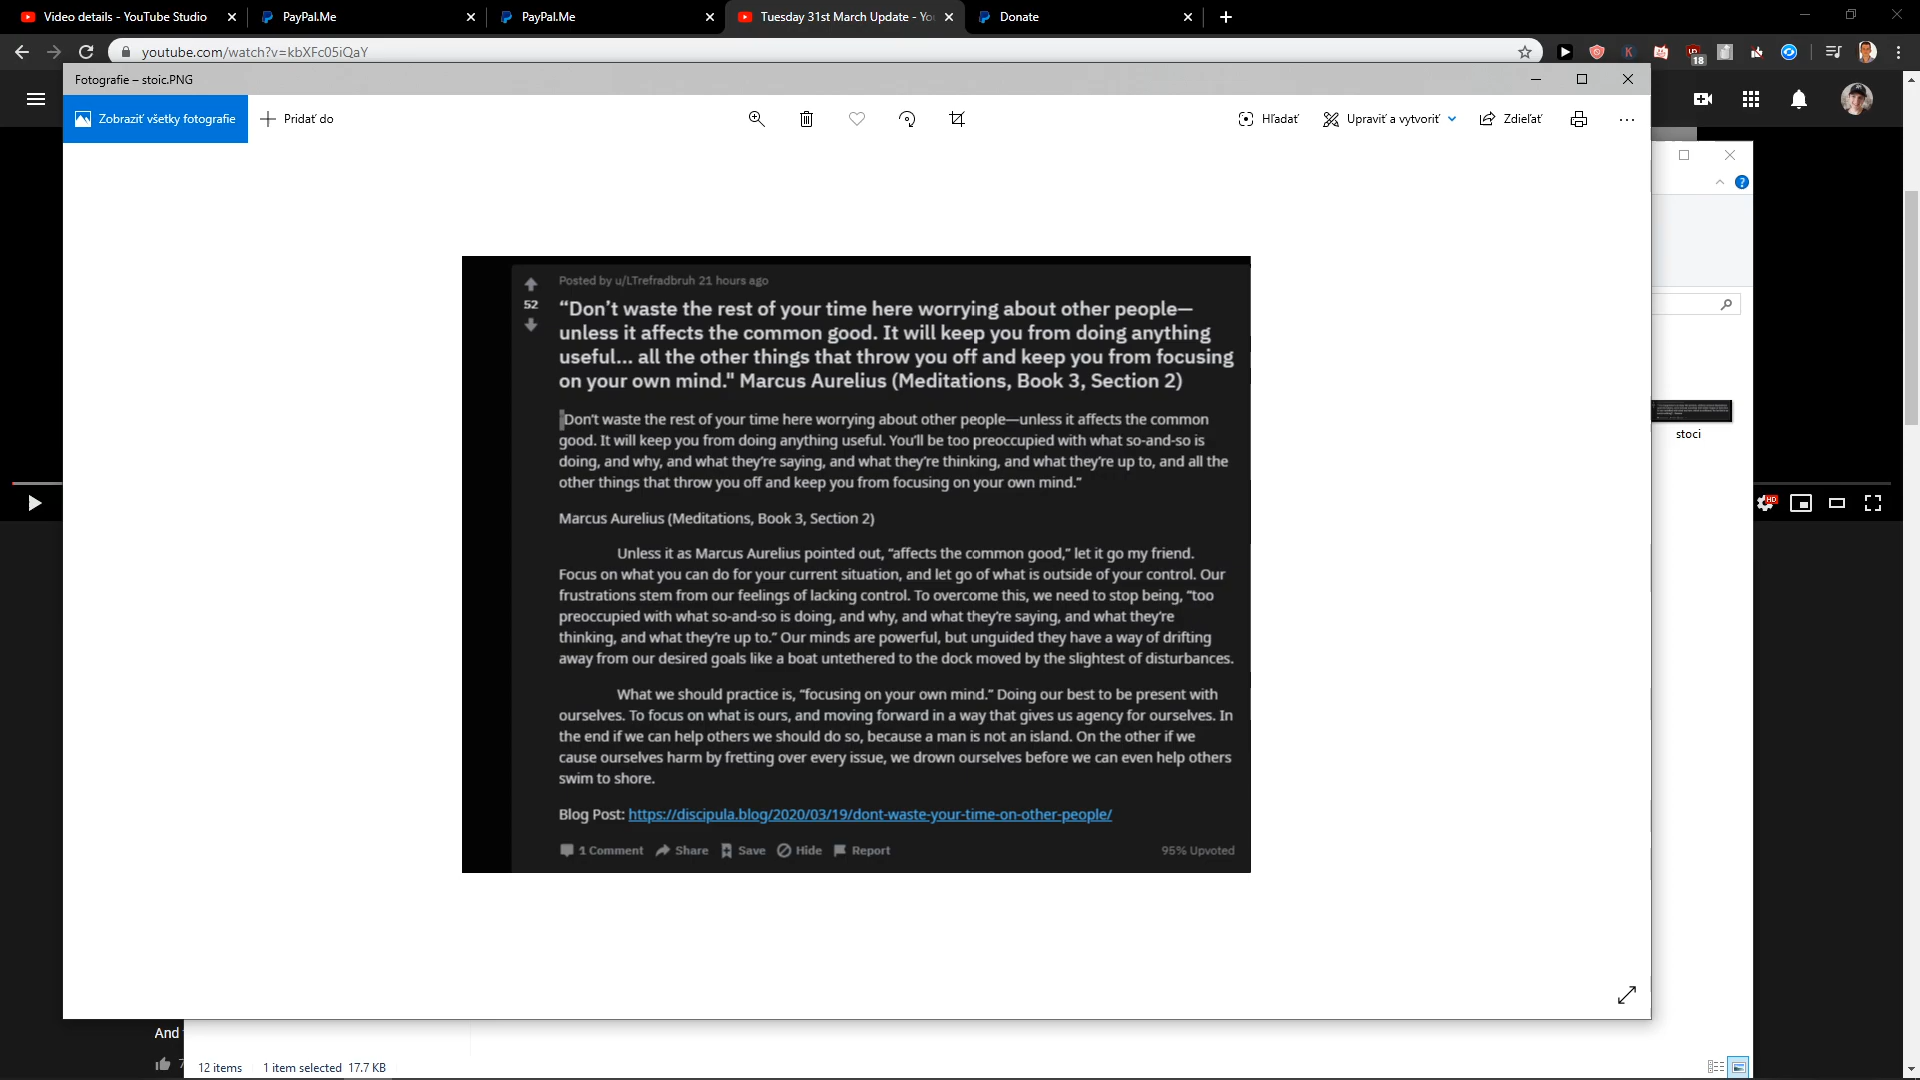 Video details - YouTube Studio
PayPal.Me
PayPal.Me
Tuesday 31st March Update - Yo
Donate
youtube.com/watch?v=kbXFc05iQaY
18
Fotografie – stoic.PNG
Zobraziť všetky fotografie
Pridať do
Hľadať
Upraviť a vytvoriť
Zdieľať
Posted by u/LTrefradbruh 21 hours ago
52
“Don’t waste the rest of your time here worrying about other people—
unless it affects the common good. It will keep you from doing anything
useful... all the other things that throw you off and keep you from focusing
on your own mind." Marcus Aurelius (Meditations, Book 3, Section 2)
Don’t waste the rest of your time here worrying about other people—unless it affects the common
good. It will keep you from doing anything useful. You’ll be too preoccupied with what so-and-so is
doing, and why, and what they’re saying, and what they’re thinking, and what they’re up to, and all the
other things that throw you off and keep you from focusing on your own mind.”
Marcus Aurelius (Meditations, Book 3, Section 2)
Unless it as Marcus Aurelius pointed out, “affects the common good,” let it go my friend.
Focus on what you can do for your current situation, and let go of what is outside of your control. Our
frustrations stem from our feelings of lacking control. To overcome this, we need to stop being, “too
preoccupied with what so-and-so is doing, and why, and what they’re saying, and what they’re
thinking, and what they’re up to.” Our minds are powerful, but unguided they have a way of drifting
away from our desired goals like a boat untethered to the dock moved by the slightest of disturbances.
What we should practice is, “focusing on your own mind.” Doing our best to be present with
ourselves. To focus on what is ours, and moving forward in a way that gives us agency for ourselves. In
the end if we can help others we should do so, because a man is not an island. On the other if we
cause ourselves harm by fretting over every issue, we drown ourselves before we can even help others
swim to shore.
Blog Post: https://discipula.blog/2020/03/19/dont-waste-your-time-on-other-people/
1 Comment Share Save Hide Report 95% Upvoted
stoci
HD
And
12 items 1 item selected 17.7 KB